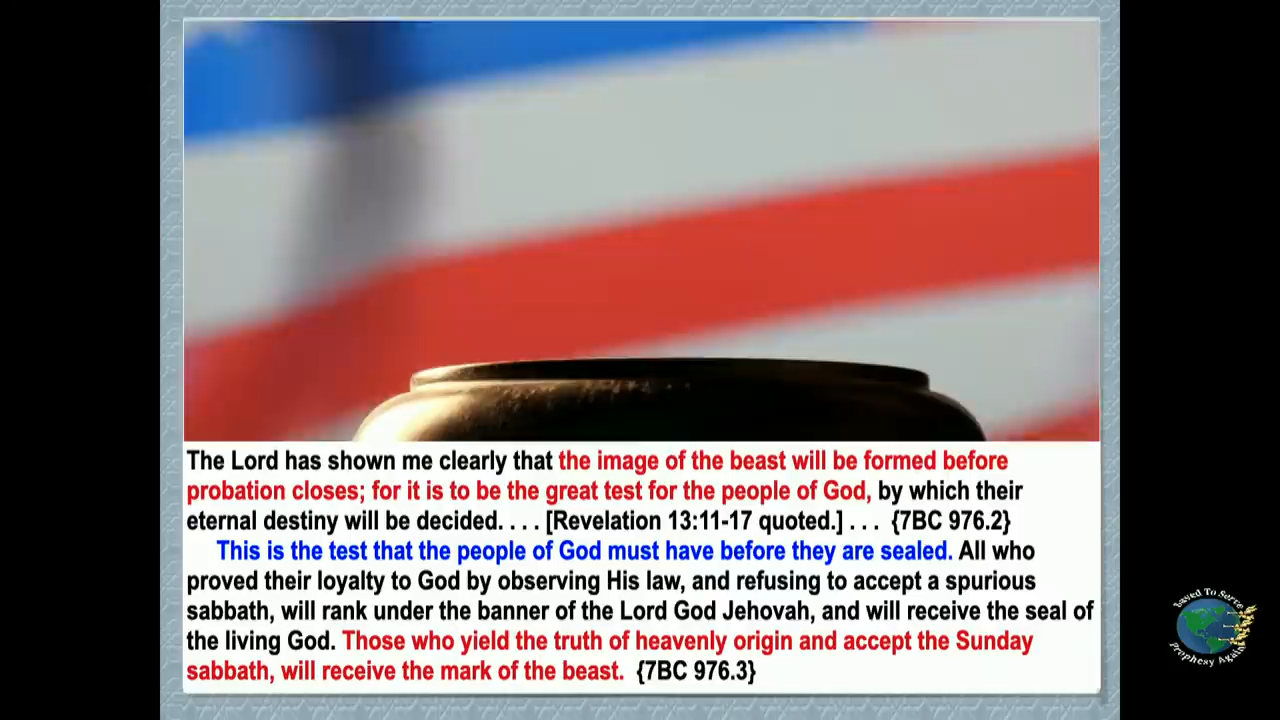 The Lord has shown me clearly that the image of the beast will be formed before
probation closes; for it is to be the great test for the people of God, by which their
eternal destiny will be decided. . . . [Revelation 13:11-17 quoted.] . . . {7BC 976.2}
This is the test that the people of God must have before they are sealed. All who
proved their loyalty to God by observing His law, and refusing to accept a spurious
sabbath, will rank under the banner of the Lord God Jehovah, and will receive the seal of
the living God. Those who yield the truth of heavenly origin and accept the Sunday
sabbath, will receive the mark of the beast. {7BC 976.3}
To Serve
Prophesy Again